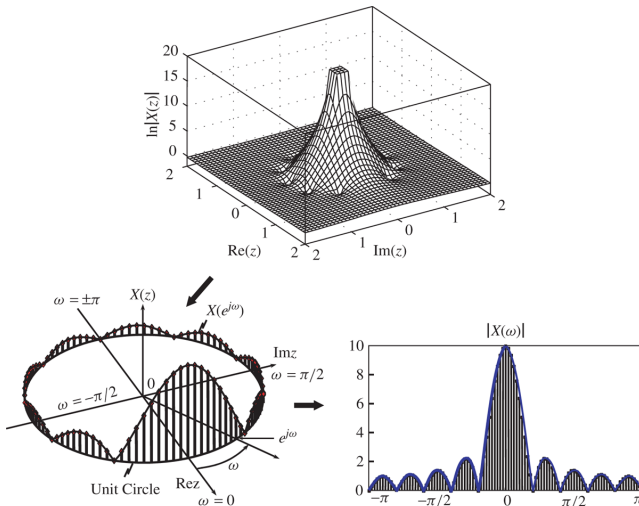 20
15
10
5
0
ln|X(z)|
2
1
0
1
2
Re(z)
2
1
0
1
2
Im(z)
ω = ±π
X(z)
X(e^{jω})
Imz
ω = π/2
ω = −π/2
0
e^{jω}
ω
Unit Circle
Rez
ω = 0
|X(ω)|
10
8
6
4
2
0
−π
−π/2
0
π/2
π